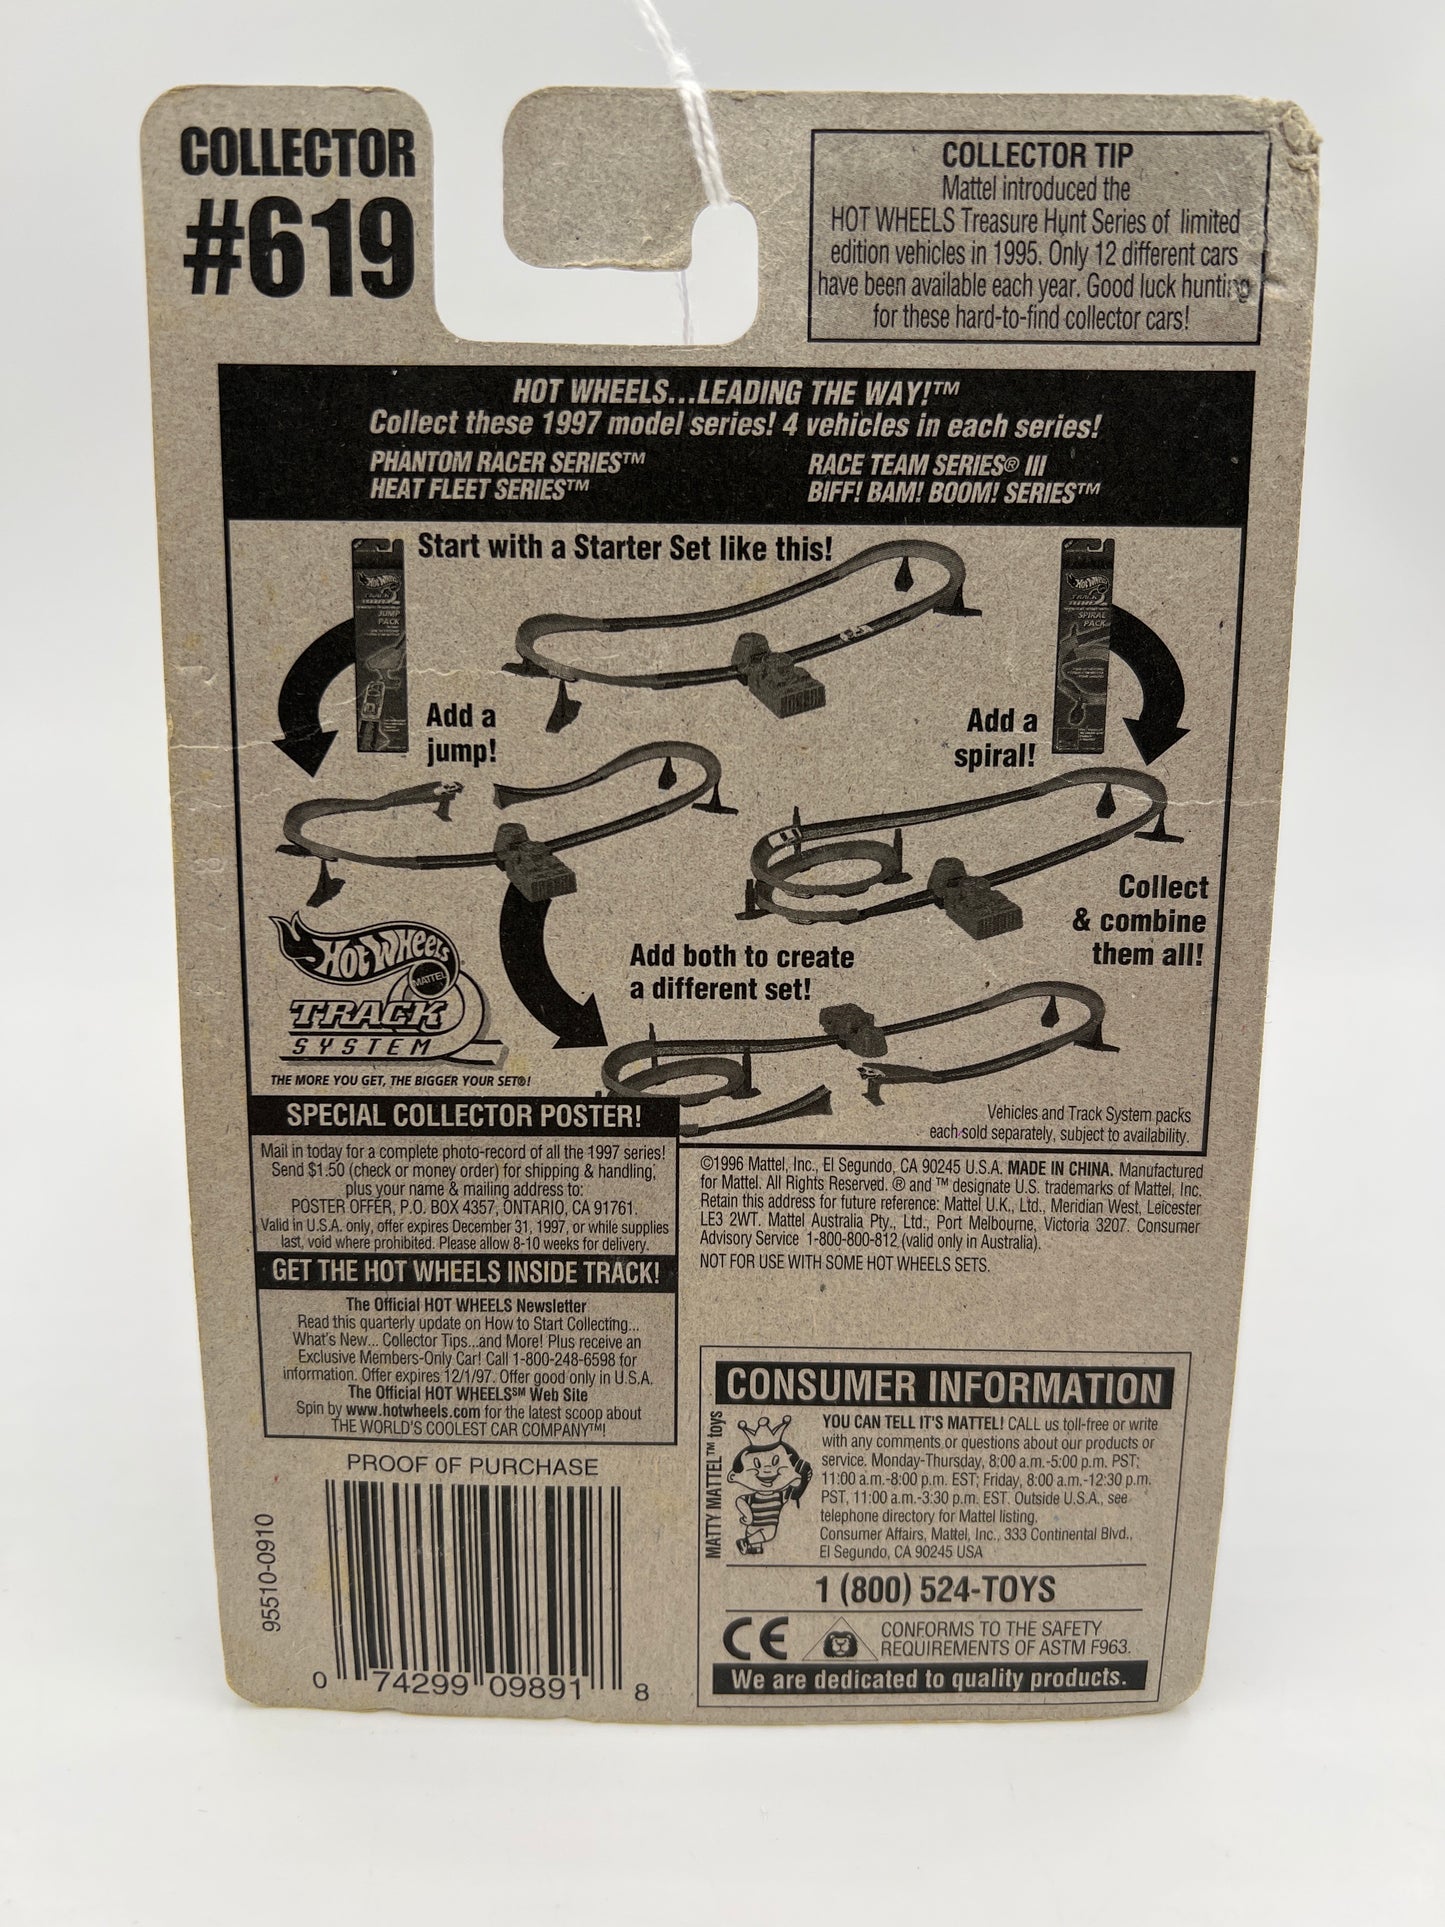 COLLECTOR
#619
COLLECTOR TIP
Mattel introduced the
HOT WHEELS Treasure Hunt Series of limited
edition vehicles in 1995. Only 12 different cars
have been available each year. Good luck hunting
for these hard-to-find collector cars!
HOT WHEELS...LEADING THE WAY!™
Collect these 1997 model series! 4 vehicles in each series!
PHANTOM RACER SERIES™
HEAT FLEET SERIES™
RACE TEAM SERIES® III
BIFF! BAM! BOOM! SERIES™
Start with a Starter Set like this!
Hot Wheels
TRACK
JUMP
PACK
Hot Wheels
TRACK
SPIRAL
PACK
Add a
jump!
Add a
spiral!
Collect
& combine
them all!
Add both to create
a different set!
Hot Wheels
MATTEL
TRACK
SYSTEM
THE MORE YOU GET, THE BIGGER YOUR SET®!
Vehicles and Track System packs
each sold separately, subject to availability.
SPECIAL COLLECTOR POSTER!
Mail in today for a complete photo-record of all the 1997 series!
Send $1.50 (check or money order) for shipping & handling,
plus your name & mailing address to:
POSTER OFFER, P.O. BOX 4357, ONTARIO, CA 91761.
Valid in U.S.A. only, offer expires December 31, 1997, or while supplies
last, void where prohibited. Please allow 8-10 weeks for delivery.
GET THE HOT WHEELS INSIDE TRACK!
The Official HOT WHEELS Newsletter
Read this quarterly update on How to Start Collecting...
What's New... Collector Tips...and More! Plus receive an
Exclusive Members-Only Car! Call 1-800-248-6598 for
information. Offer expires 12/1/97. Offer good only in U.S.A.
The Official HOT WHEELS℠ Web Site
Spin by www.hotwheels.com for the latest scoop about
THE WORLD'S COOLEST CAR COMPANY™!
©1996 Mattel, Inc., El Segundo, CA 90245 U.S.A. MADE IN CHINA. Manufactured
for Mattel. All Rights Reserved. ® and ™ designate U.S. trademarks of Mattel, Inc.
Retain this address for future reference: Mattel U.K., Ltd., Meridian West, Leicester
LE3 2WT. Mattel Australia Pty., Ltd., Port Melbourne, Victoria 3207. Consumer
Advisory Service 1-800-800-812 (valid only in Australia).
NOT FOR USE WITH SOME HOT WHEELS SETS.
PROOF OF PURCHASE
95510-0910
0 74299 09891 8
CONSUMER INFORMATION
MATTY MATTEL™ toys
YOU CAN TELL IT'S MATTEL! CALL us toll-free or write
with any comments or questions about our products or
service. Monday-Thursday, 8:00 a.m.-5:00 p.m. PST;
11:00 a.m.-8:00 p.m. EST; Friday, 8:00 a.m.-12:30 p.m.
PST, 11:00 a.m.-3:30 p.m. EST. Outside U.S.A., see
telephone directory for Mattel listing.
Consumer Affairs, Mattel, Inc., 333 Continental Blvd.,
El Segundo, CA 90245 USA
1 (800) 524-TOYS
CE
CONFORMS TO THE SAFETY
REQUIREMENTS OF ASTM F963.
We are dedicated to quality products.